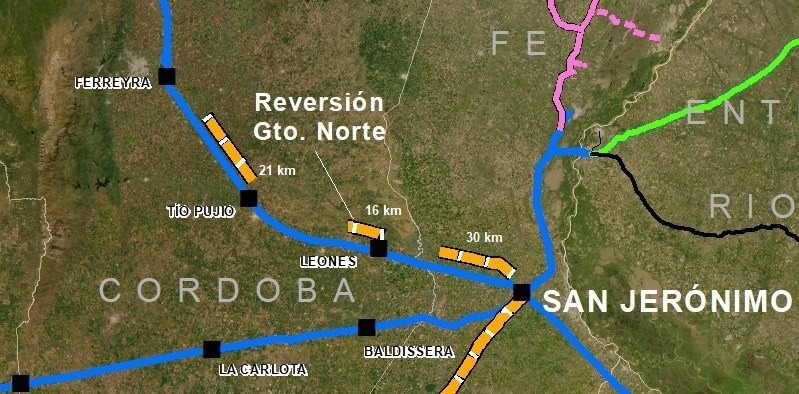 FE
ENT
FERREYRA
Reversión
Gto. Norte
21 km
TÍO PUJIO
16 km
RIO
30 km
LEONES
CORDOBA
SAN JERÓNIMO
BALDISSERA
LA CARLOTA